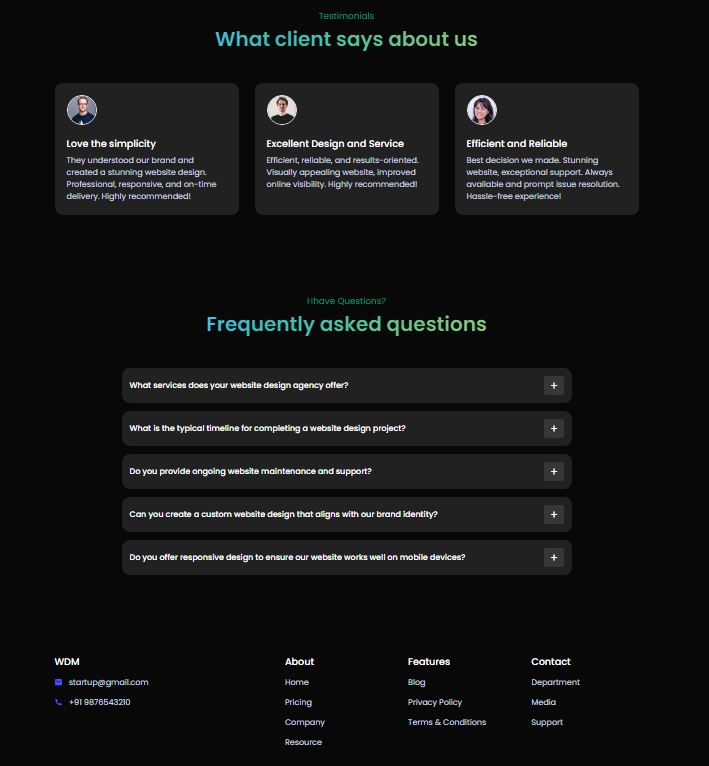 Testimonials
What client says about us
Love the simplicity
They understood our brand and
created a stunning website design.
Professional, responsive, and on-time
delivery. Highly recommended!
Excellent Design and Service
Efficient, reliable, and results-oriented.
Visually appealing website, improved
online visibility. Highly recommended!
Efficient and Reliable
Best decision we made. Stunning
website, exceptional support. Always
available and prompt issue resolution.
Hassle-free experience!
Hhave Questions?
Frequently asked questions
What services does your website design agency offer? +
What is the typical timeline for completing a website design project? +
Do you provide ongoing website maintenance and support? +
Can you create a custom website design that aligns with our brand identity? +
Do you offer responsive design to ensure our website works well on mobile devices? +
WDM
startup@gmail.com
+91 9876543210
About
Home
Pricing
Company
Resource
Features
Blog
Privacy Policy
Terms & Conditions
Contact
Department
Media
Support